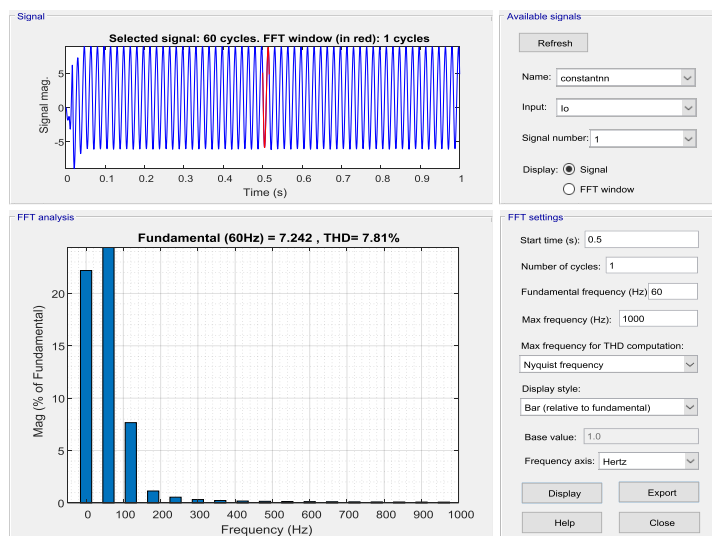 Signal
Selected signal: 60 cycles. FFT window (in red): 1 cycles
Signal mag.
5
0
-5
0 0.1 0.2 0.3 0.4 0.5 0.6 0.7 0.8 0.9 1
Time (s)
Available signals
Refresh
Name: constantnn
Input: Io
Signal number: 1
Display: Signal
FFT window
FFT analysis
Fundamental (60Hz) = 7.242 , THD= 7.81%
Mag (% of Fundamental)
20
15
10
5
0
0 100 200 300 400 500 600 700 800 900 1000
Frequency (Hz)
FFT settings
Start time (s): 0.5
Number of cycles: 1
Fundamental frequency (Hz): 60
Max frequency (Hz): 1000
Max frequency for THD computation:
Nyquist frequency
Display style:
Bar (relative to fundamental)
Base value: 1.0
Frequency axis: Hertz
Display Export
Help Close